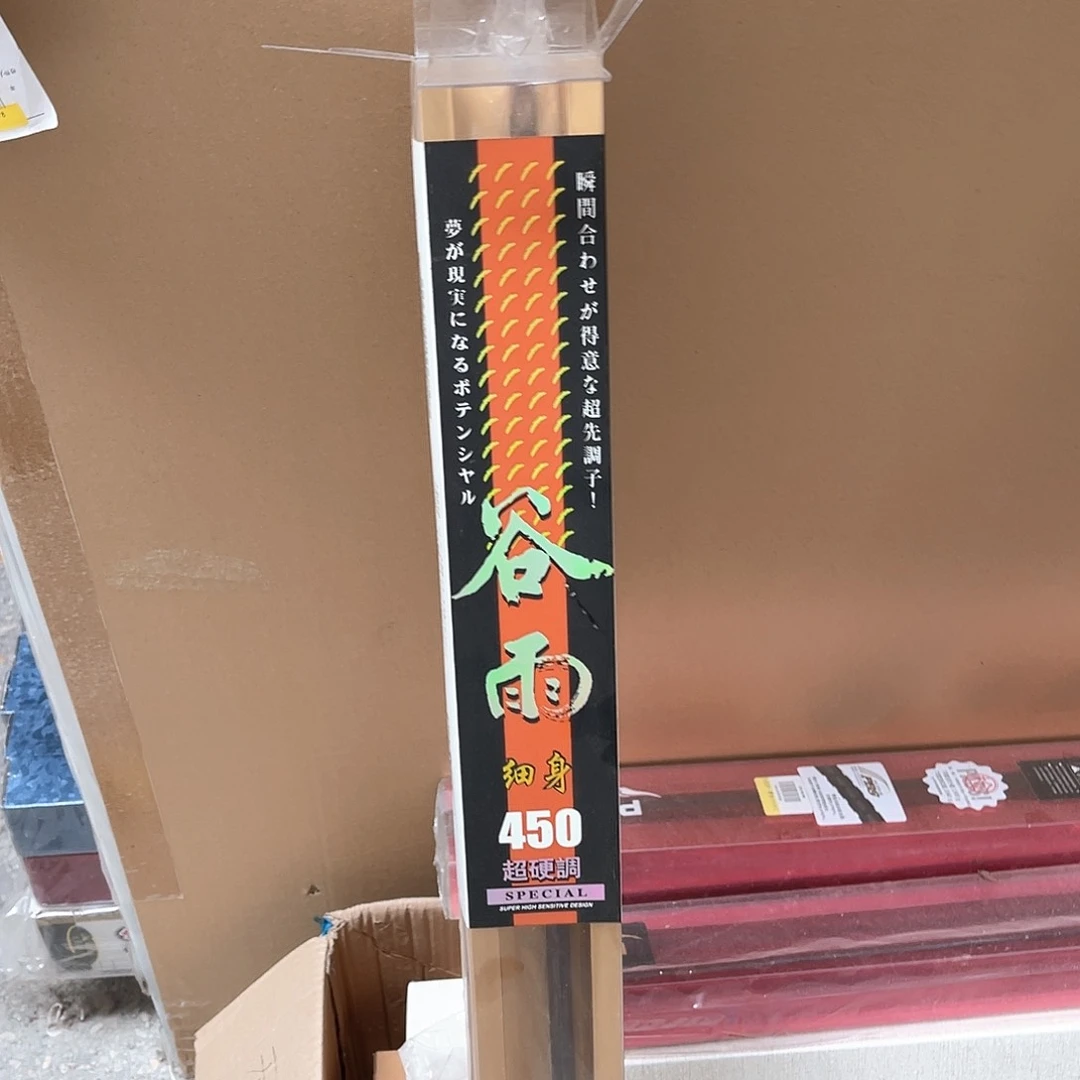 瞬間合わせが得意な超先調子！
夢が現実になるポテンシャル
谷雨
细身
450
超硬調
SPECIAL
SUPER HIGH SENSITIVE DESIGN